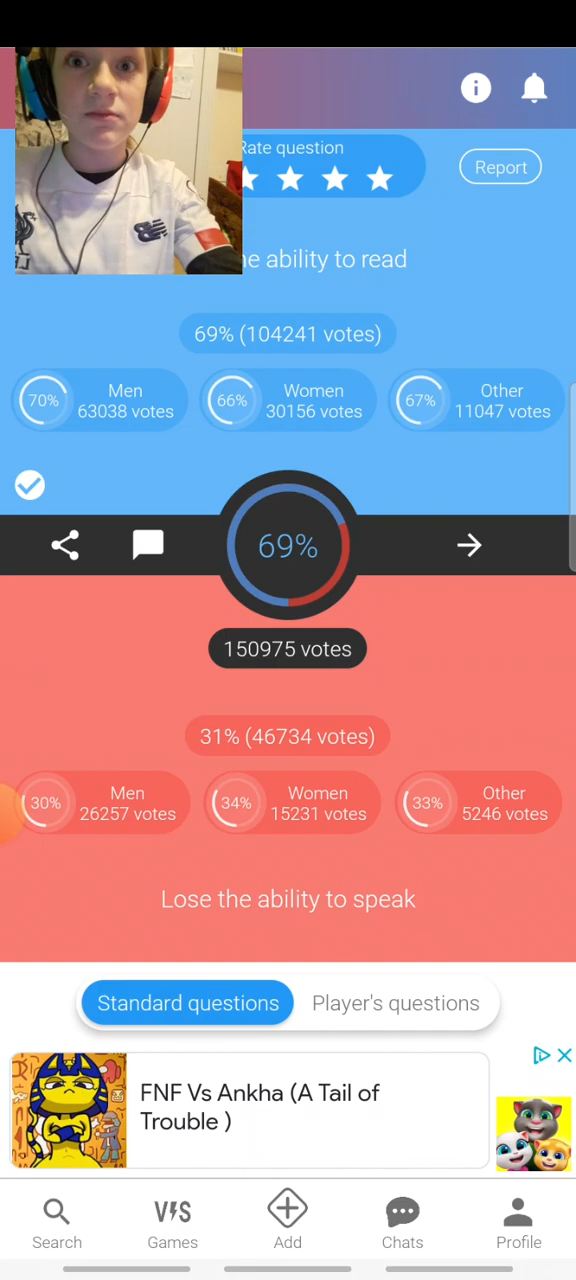 Rate question
Report
he ability to read
69% (104241 votes)
70%
Men
63038 votes
66%
Women
30156 votes
67%
Other
11047 votes
69%
150975 votes
31% (46734 votes)
30%
Men
26257 votes
34%
Women
15231 votes
33%
Other
5246 votes
Lose the ability to speak
Standard questions
Player's questions
FNF Vs Ankha (A Tail of
Trouble )
Search
V/S
Games
Add
Chats
Profile